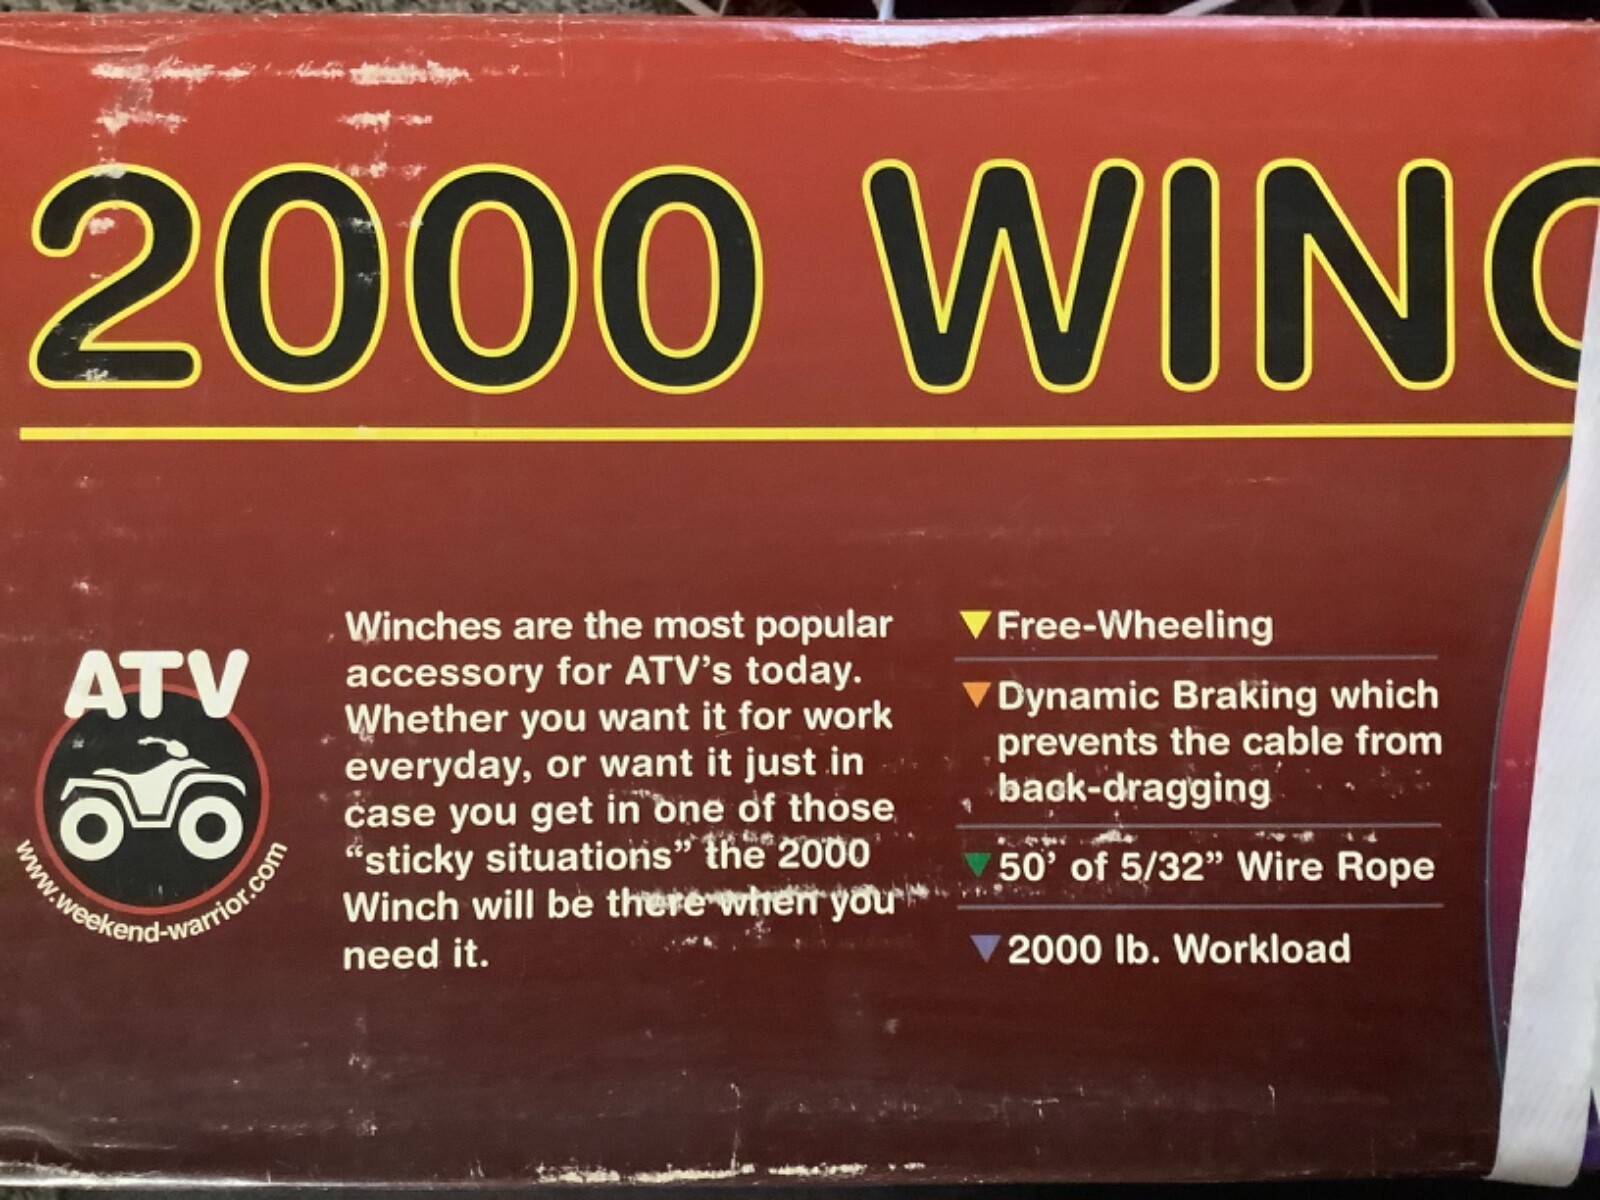 2000 WINC
ATV
www.weekend-warrior.com
Winches are the most popular
accessory for ATV's today.
Whether you want it for work
everyday, or want it just in
case you get in one of those
“sticky situations” the 2000
Winch will be there when you
need it.
Free-Wheeling
Dynamic Braking which
prevents the cable from
back-dragging
50’ of 5/32” Wire Rope
2000 lb. Workload